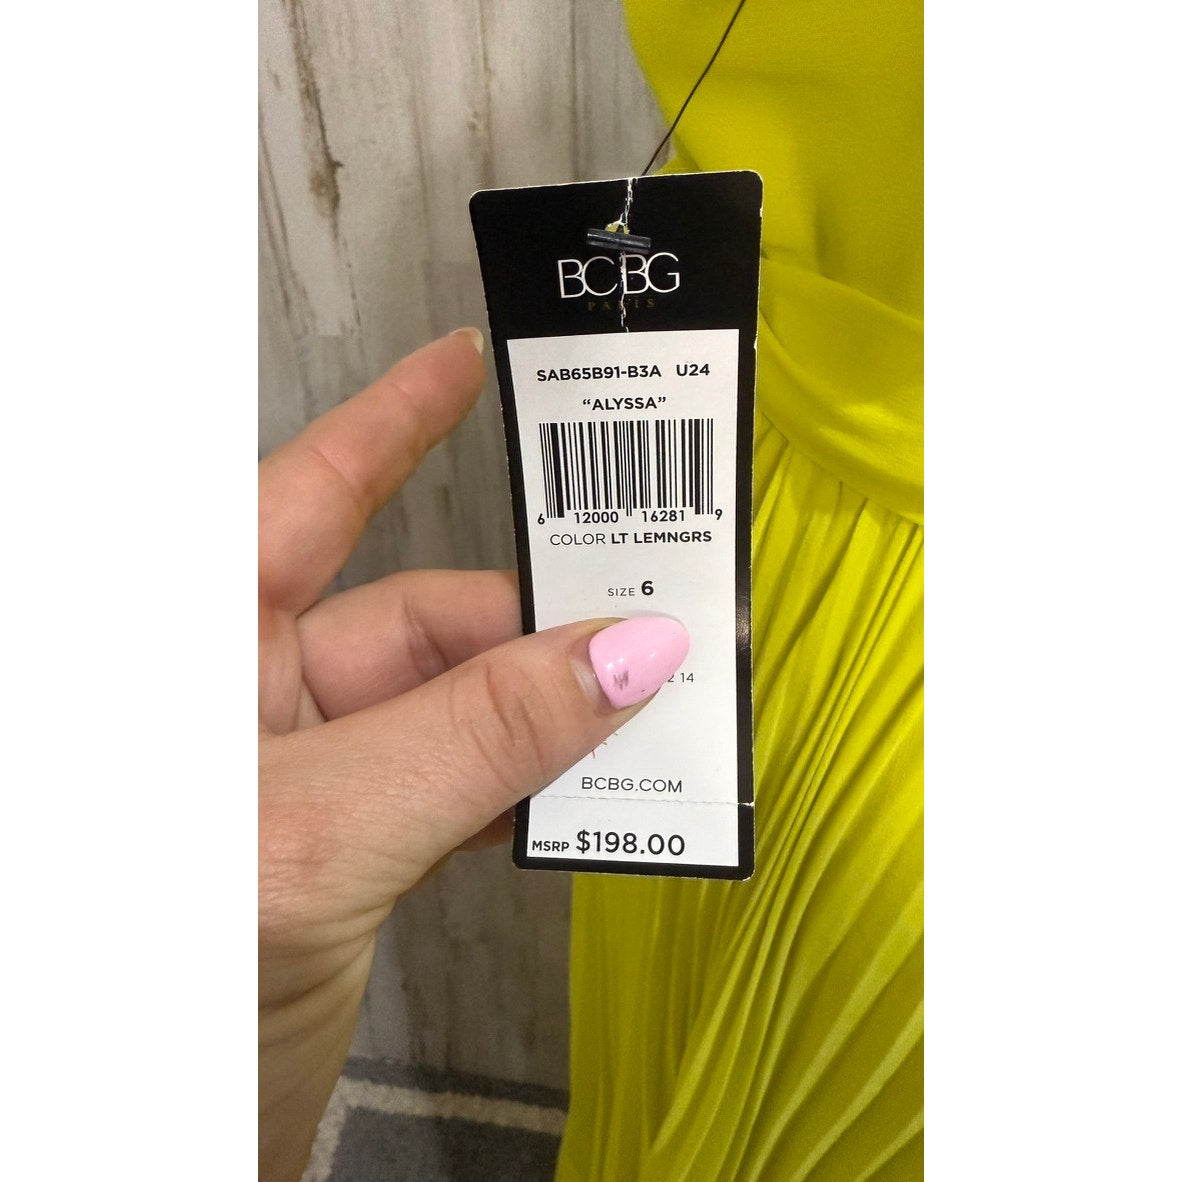 BCBG
PARIS
SAB65B91-B3A U24
“ALYSSA”
6 12000 16281 9
COLOR LT LEMNGRS
SIZE 6
14
BCBG.COM
MSRP $198.00